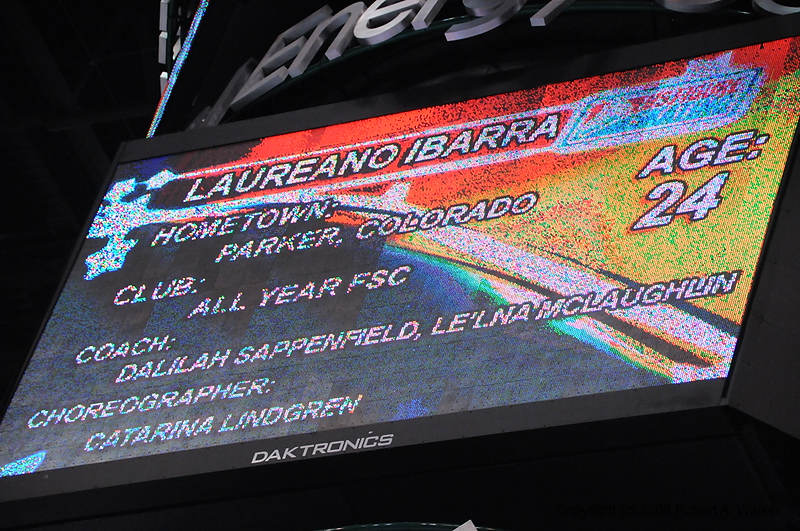 Energy
LAUREANO IBARRA
AGE:
24
HOMETOWN:
PARKER, COLORADO
CLUB:
ALL YEAR FSC
COACH:
DALILAH SAPPENFIELD, LE'LNA MCLAUGHLIN
CHOREOGRAPHER:
CATARINA LINDGREN
DAKTRONICS